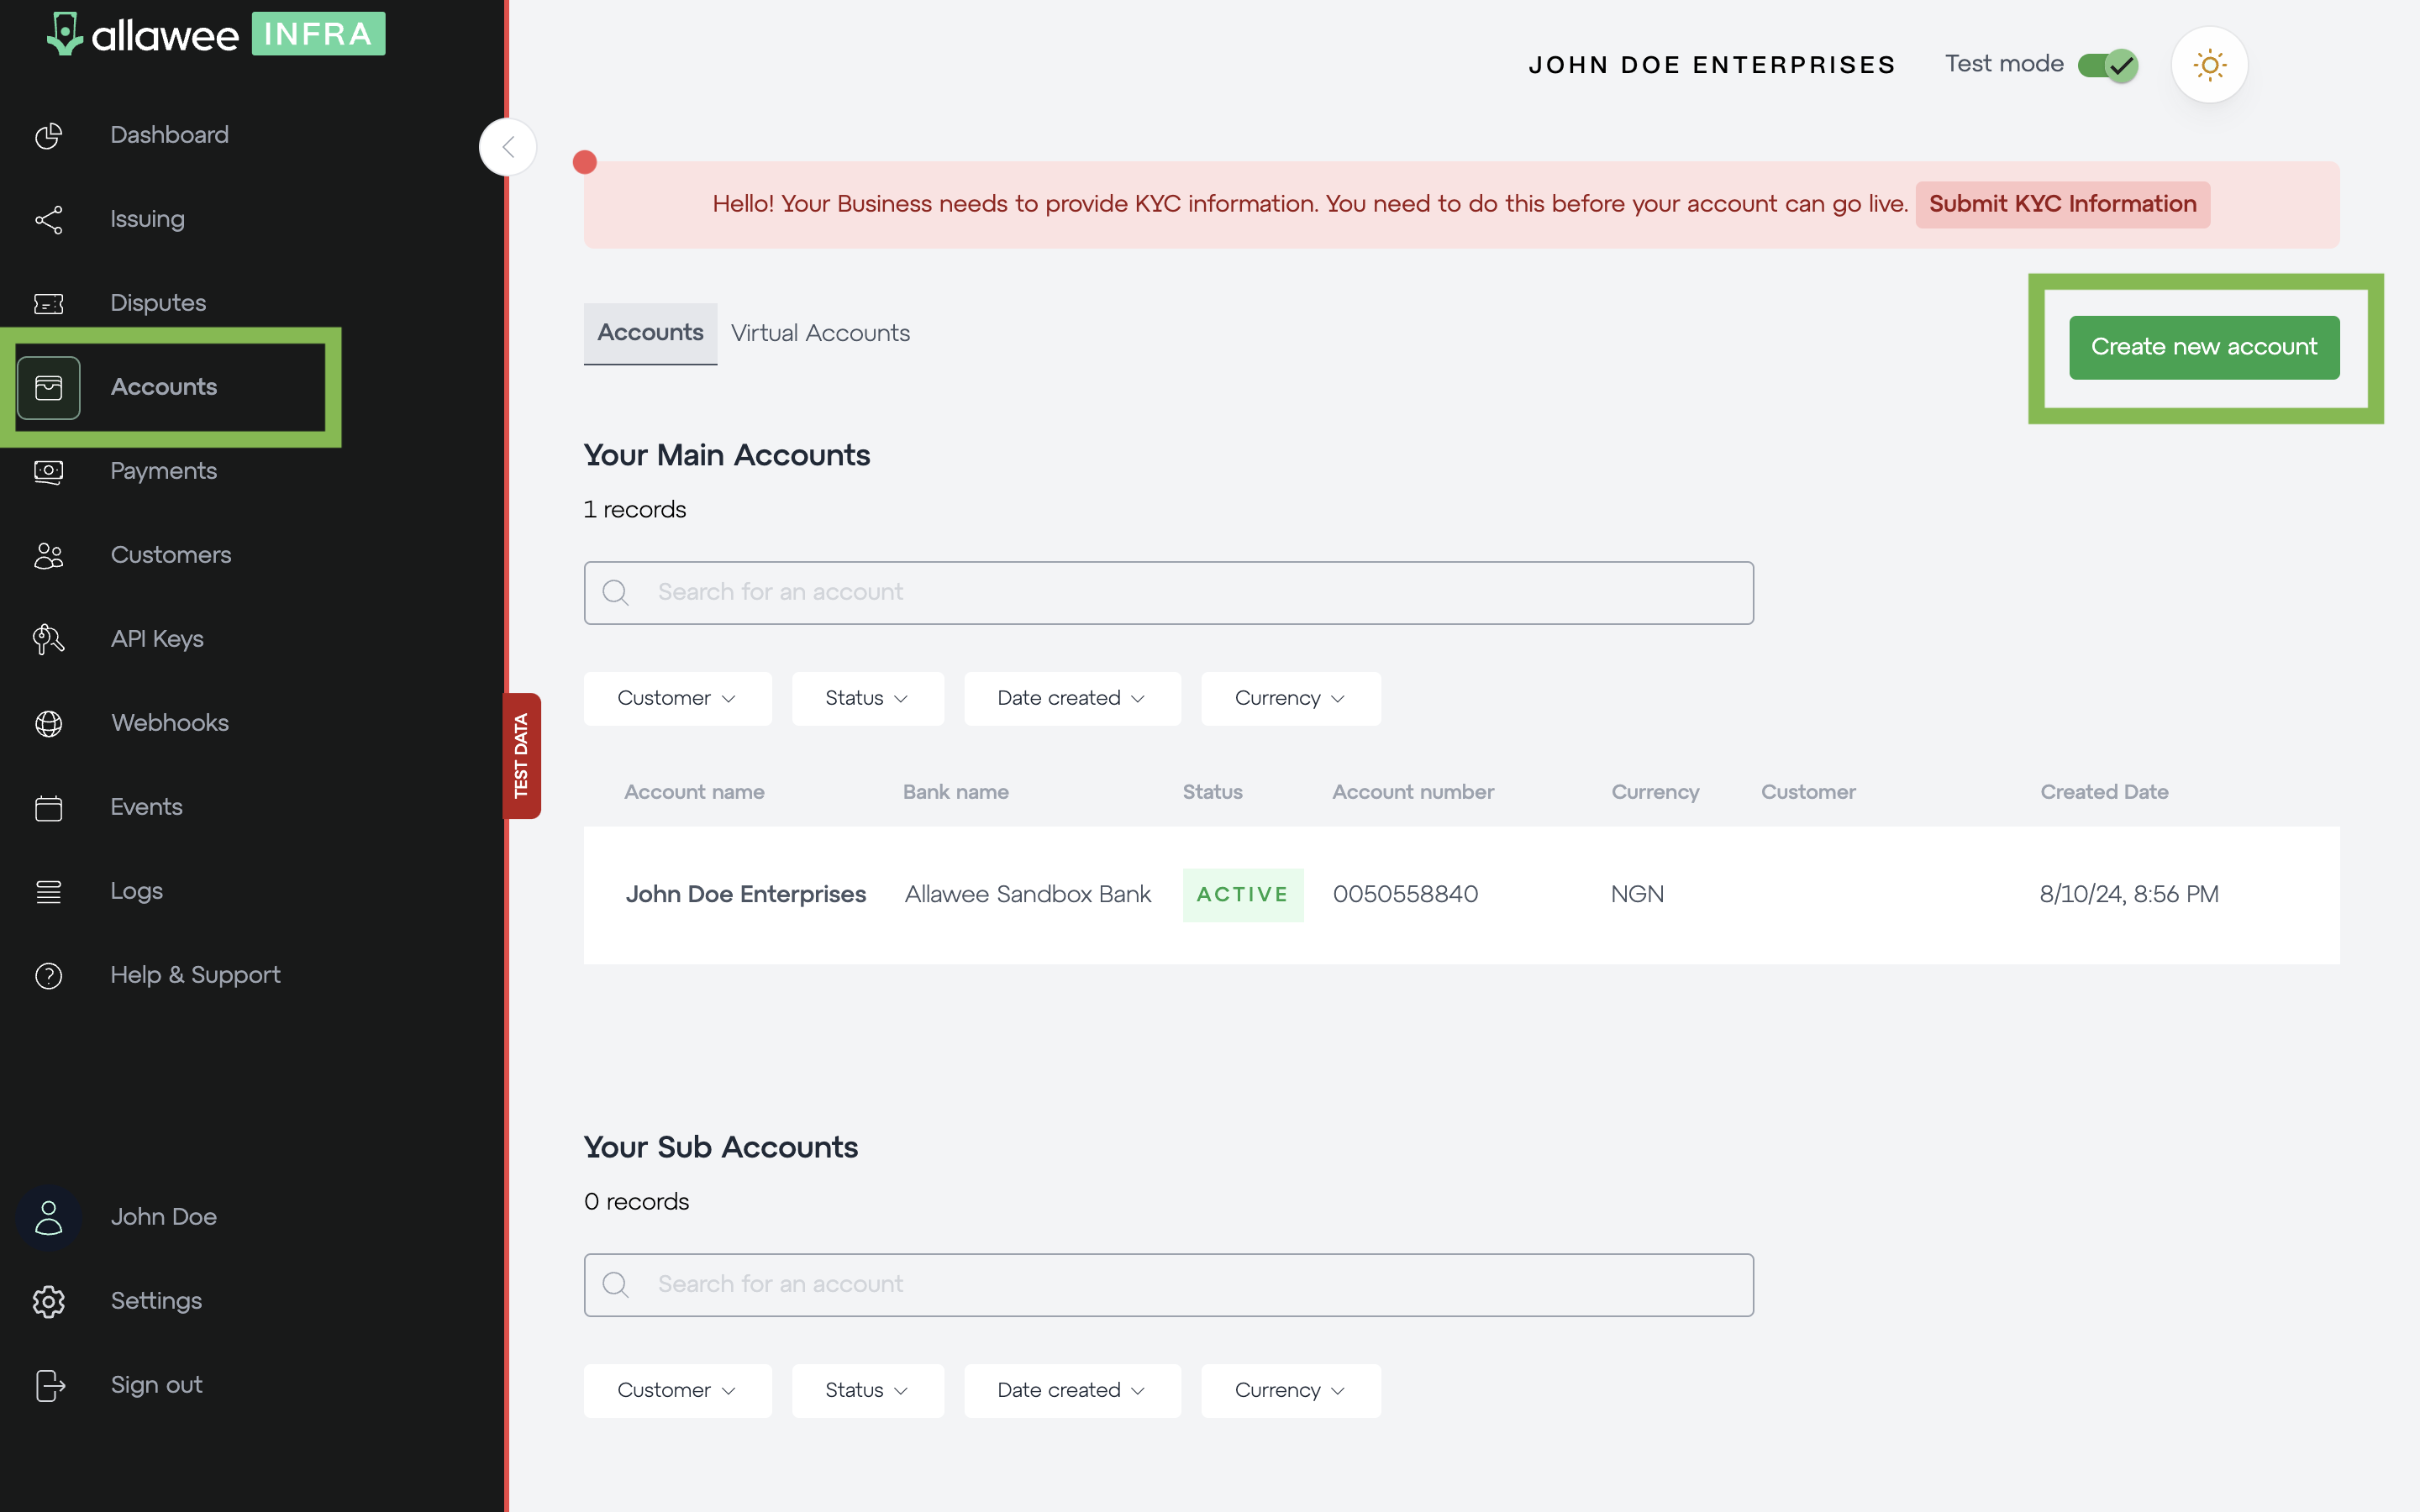 allawee INFRA
Dashboard
Issuing
Disputes
Accounts
Payments
Customers
API Keys
Webhooks
Events
Logs
Help & Support
John Doe
Settings
Sign out
TEST DATA
JOHN DOE ENTERPRISES Test mode
Hello! Your Business needs to provide KYC information. You need to do this before your account can go live. Submit KYC Information
Accounts Virtual Accounts
Create new account
Your Main Accounts
1 records
Search for an account
Customer Status Date created Currency
Account name Bank name Status Account number Currency Customer Created Date
John Doe Enterprises Allawee Sandbox Bank ACTIVE 0050558840 NGN 8/10/24, 8:56 PM
Your Sub Accounts
0 records
Search for an account
Customer Status Date created Currency